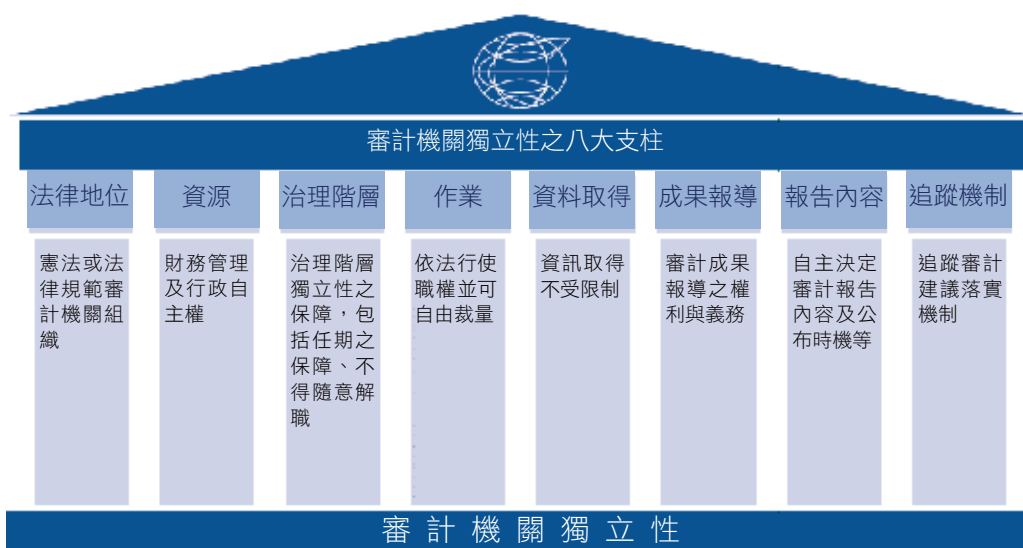 審計機關獨立性之八大支柱
法律地位
資源
治理階層
作業
資料取得
成果報導
報告內容
追蹤機制
憲法或法
律規範審
計機關組
織
財務管理
及行政自
主權
治理階層
獨立性之
保障，包
括任期之
保障、不
得隨意解
職
依法行使
職權並可
自由裁量
資訊取得
不受限制
審計成果
報導之權
利與義務
自主決定
審計報告
內容及公
布時機等
追蹤審計
建議落實
機制
審計機關獨立性